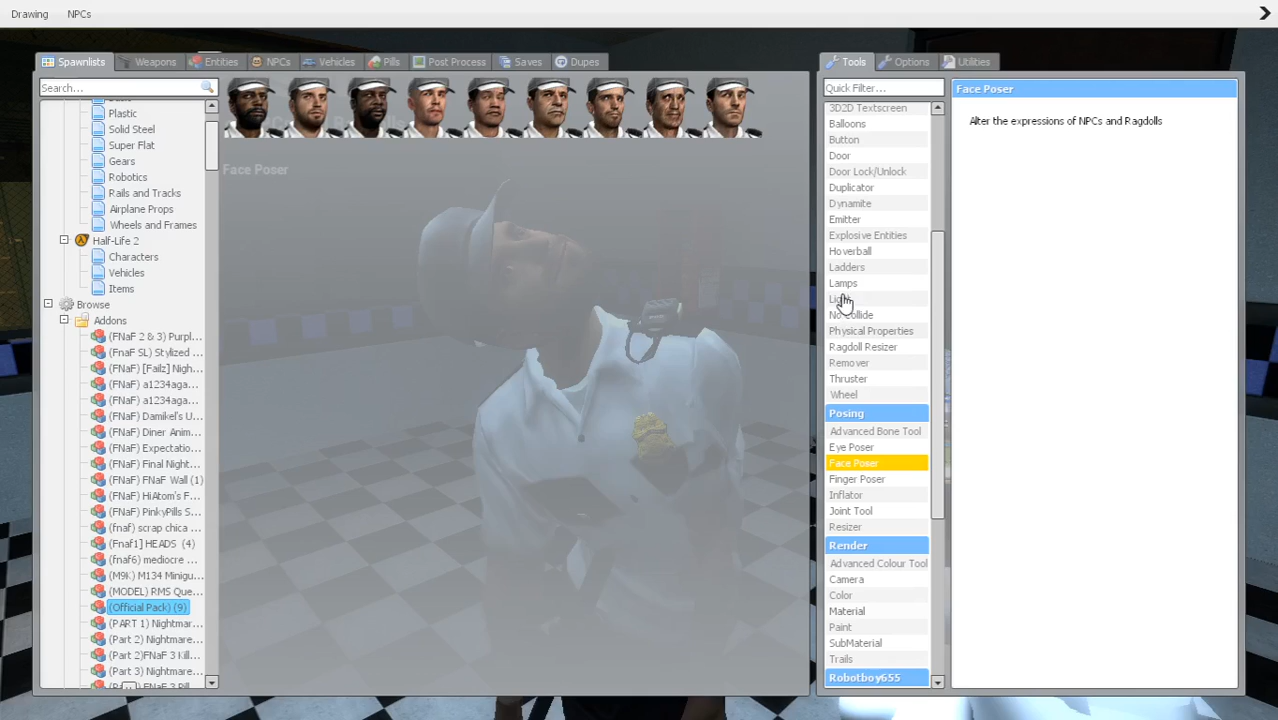 Drawing NPCs
Spawnlists Weapons Entities NPCs Vehicles Pills Post Process Saves Dupes
Search...
Plastic
Solid Steel
Super Flat
Gears
Robotics
Rails and Tracks
Airplane Props
Wheels and Frames
Half-Life 2
Characters
Vehicles
Items
Browse
Addons
(FNaF 2 & 3) Purpl...
(FnaF SL) Stylized ...
(FNaF) [Failz] Nigh...
(FNaF) a1234aga...
(FNaF) a1234aga...
(FNaF) Damikel's U...
(FNaF) Diner Anim...
(FNaF) Expectatio...
(FNaF) Final Night...
(FNaF) FNaF Wall (1)
(FNaF) HiAtom's F...
(FNaF) PinkyPills S...
(fnaf) scrap chica ...
(Fnaf1] HEADS (4)
(fnaf6) mediocre ...
(M9K) M134 Minigu...
(MODEL) RMS Que...
(Official Pack) (9)
(PART 1) Nightmar...
(Part 2) Nightmare...
(Part 2)FNaF 3 Kill...
(Part 3) Nightmare...
Face Poser
Tools Options Utilities
Quick Filter...
3D2D Textscreen
Balloons
Button
Door
Door Lock/Unlock
Duplicator
Dynamite
Emitter
Explosive Entities
Hoverball
Ladders
Lamps
No Collide
Physical Properties
Ragdoll Resizer
Remover
Thruster
Wheel
Posing
Advanced Bone Tool
Eye Poser
Face Poser
Finger Poser
Inflator
Joint Tool
Resizer
Render
Advanced Colour Tool
Camera
Color
Material
Paint
SubMaterial
Trails
Robotboy655
Face Poser
Alter the expressions of NPCs and Ragdolls